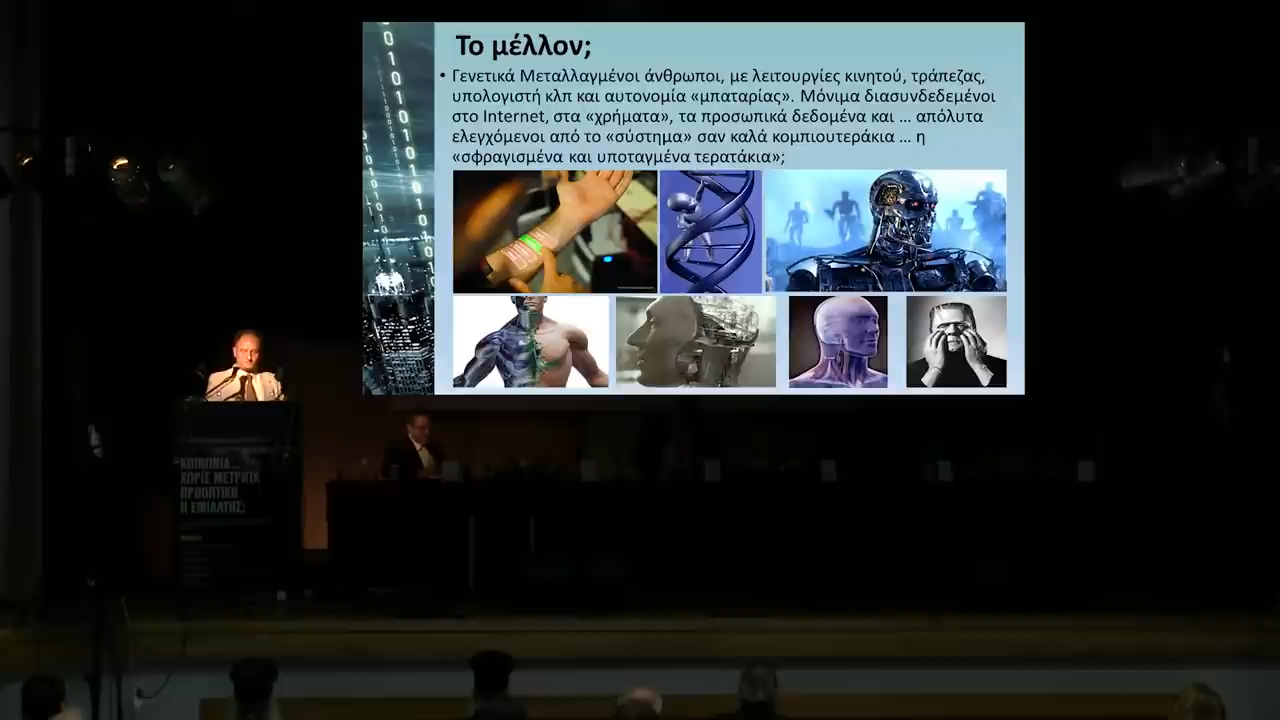 Το μέλλον;
• Γενετικά Μεταλλαγμένοι άνθρωποι, με λειτουργίες κινητού, τράπεζας,
υπολογιστή κλπ και αυτονομία «μπαταρίας». Μόνιμα διασυνδεδεμένοι
στο Internet, στα «χρήματα», τα προσωπικά δεδομένα και ... απόλυτα
ελεγχόμενοι από το «σύστημα» σαν καλά κομπιουτεράκια ... η
«σφραγισμένα και υποταγμένα τερατάκια»;
ΚΟΙΝΩΝΙΑ...
ΧΩΡΙΣ ΜΕΤΡΗΤΑ
ΠΡΟΟΠΤΙΚΗ
Η ΕΦΙΑΛΤΗΣ;